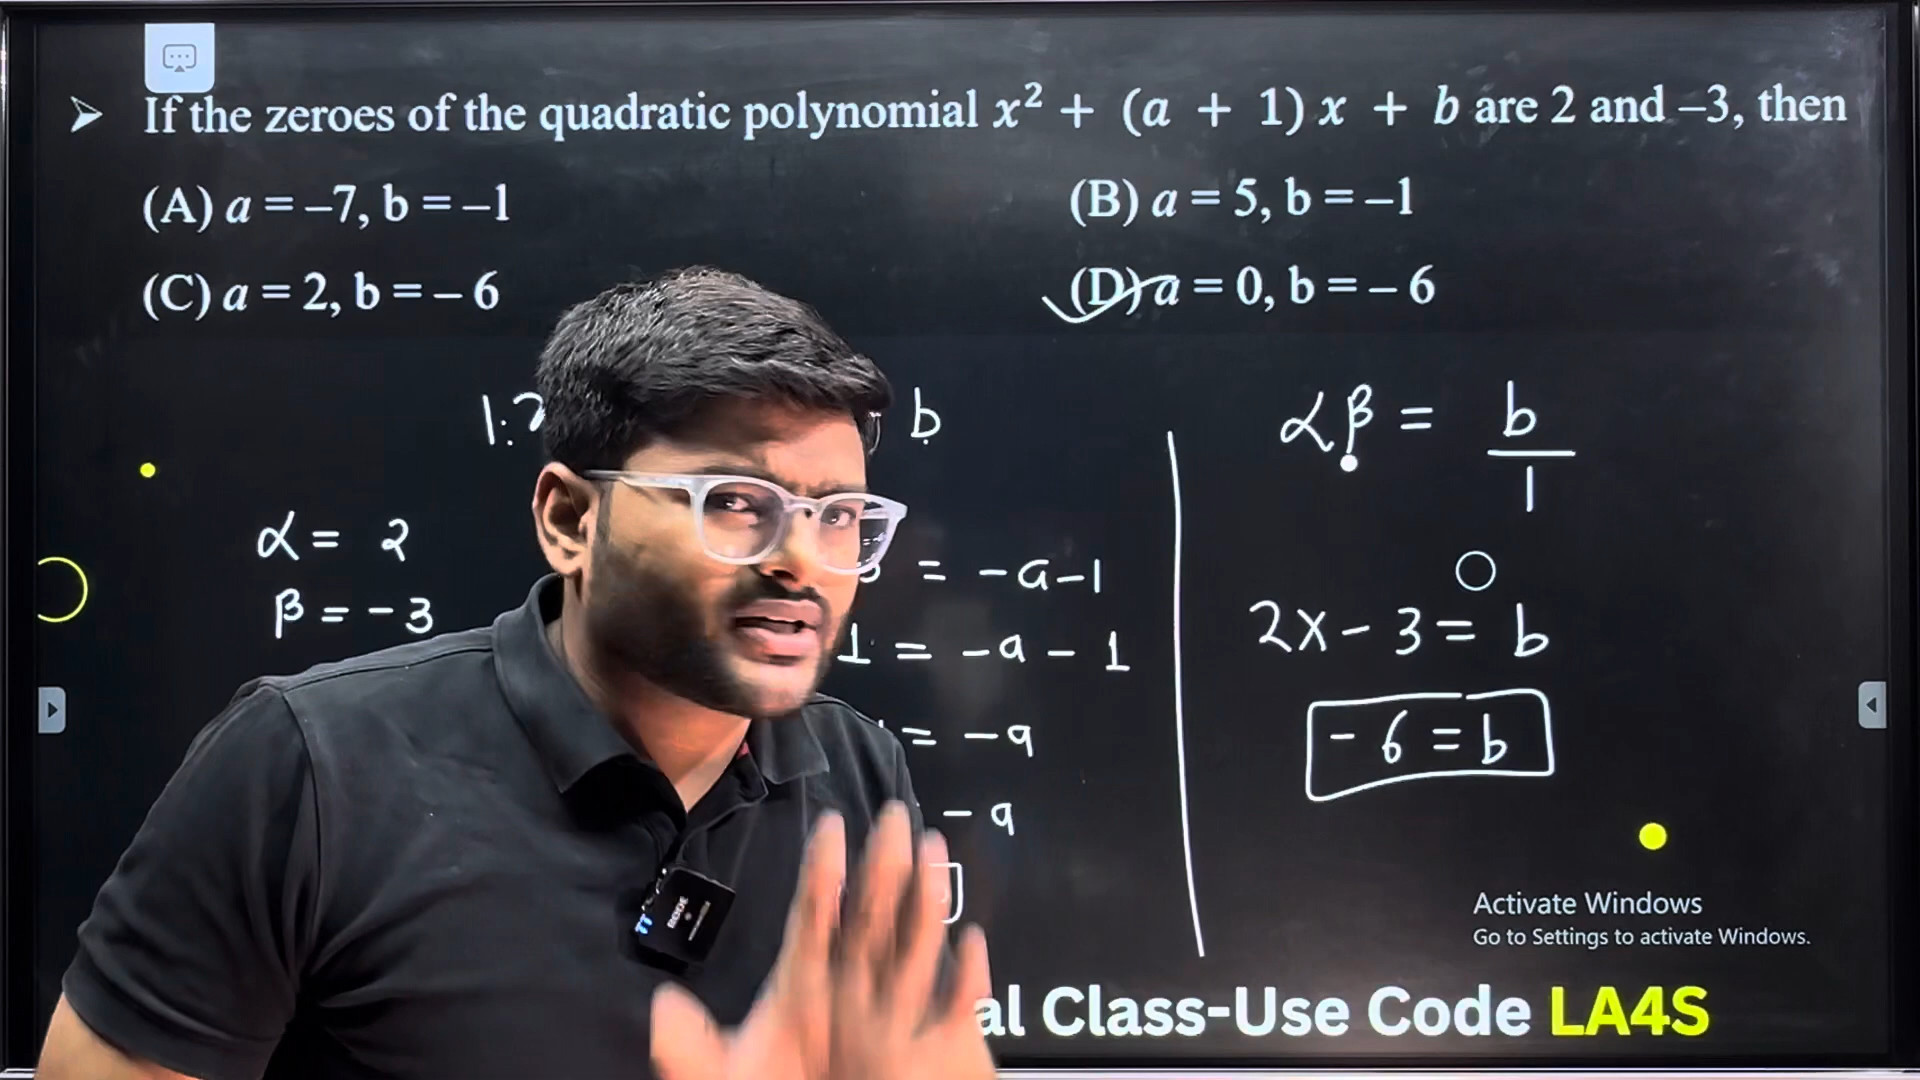 ➤ If the zeroes of the quadratic polynomial x² + (a + 1) x + b are 2 and –3, then
(A) a = –7, b = –1
(B) a = 5, b = –1
(C) a = 2, b = – 6
(D) a = 0, b = – 6
b
α = 2
β = -3
= -a-1
1 = -a - 1
= -a
- a
αβ = b/1
2x-3 = b
-6 = b
RODE
Activate Windows
Go to Settings to activate Windows.
al Class-Use Code LA4S